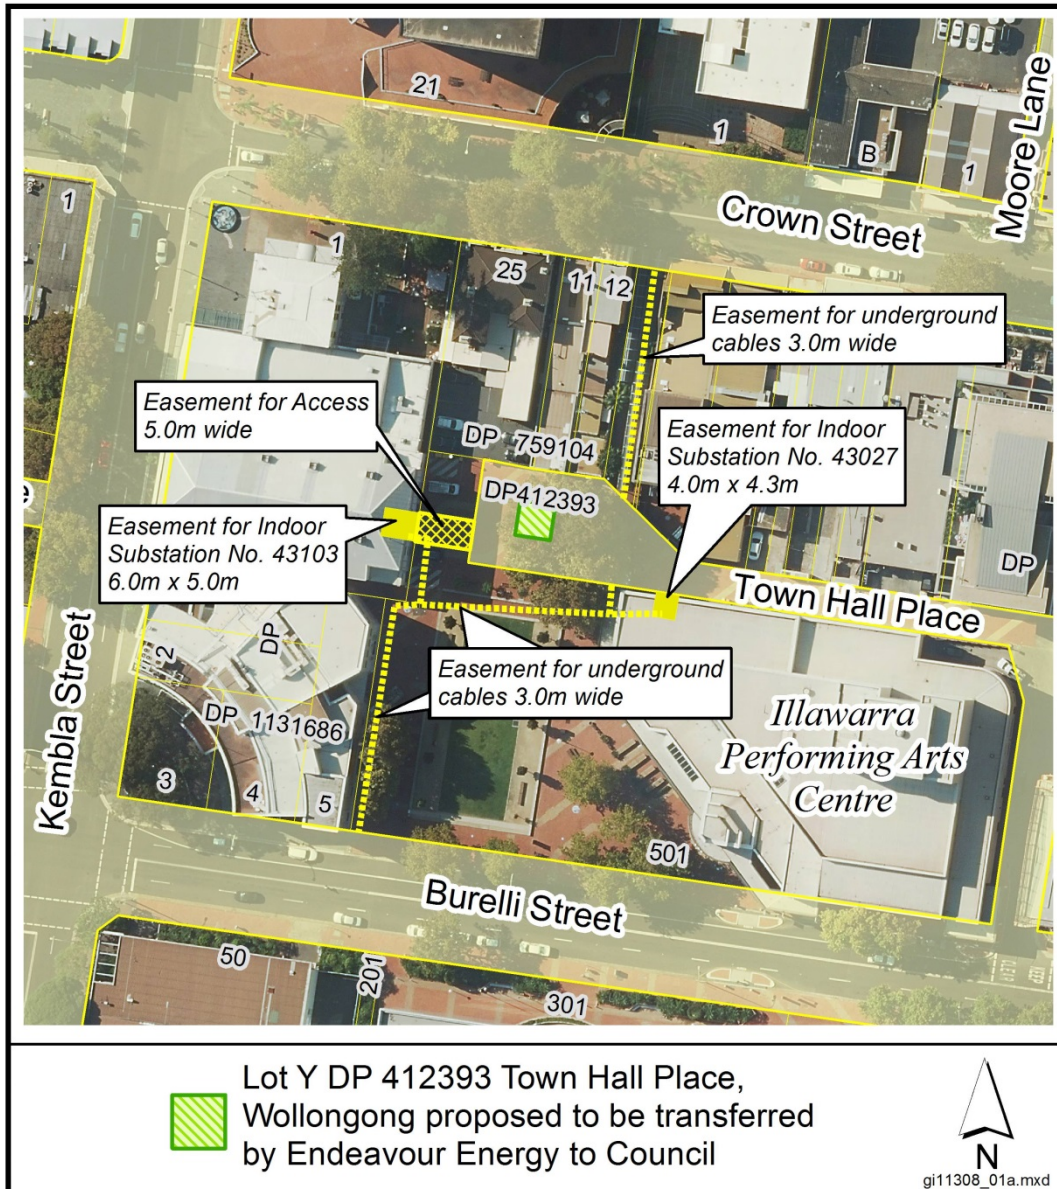 21
1
B
1
Moore Lane
Crown Street
1
1
25
11
12
Easement for underground
cables 3.0m wide
Easement for Access
5.0m wide
Easement for Indoor
Substation No. 43027
4.0m x 4.3m
DP 759104
DP412393
Easement for Indoor
Substation No. 43103
6.0m x 5.0m
DP
Town Hall Place
Kembla Street
2
DP
Easement for underground
cables 3.0m wide
DP 1131686
Illawarra
Performing Arts
Centre
3
4
5
501
Burelli Street
50
201
301
Lot Y DP 412393 Town Hall Place,
Wollongong proposed to be transferred
by Endeavour Energy to Council
N
gi11308_01a.mxd